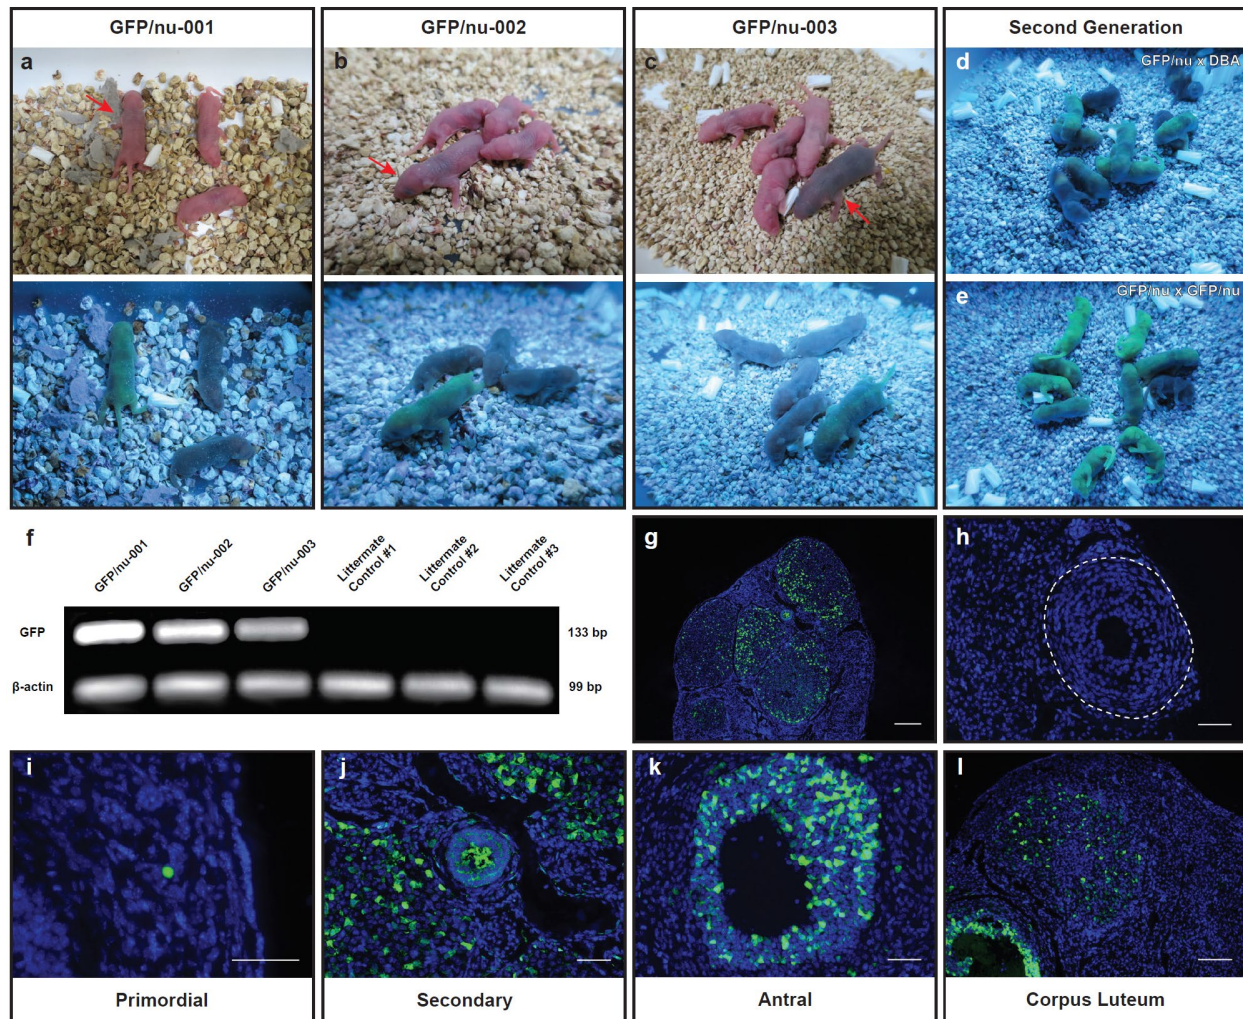 GFP/nu-001
GFP/nu-002
GFP/nu-003
Second Generation
a
b
c
d
GFP/nu x DBA
e
GFP/nu x GFP/nu
f
GFP/nu-001
GFP/nu-002
GFP/nu-003
Littermate
Control #1
Littermate
Control #2
Littermate
Control #3
GFP
133 bp
β-actin
99 bp
g
h
i
j
k
l
Primordial
Secondary
Antral
Corpus Luteum